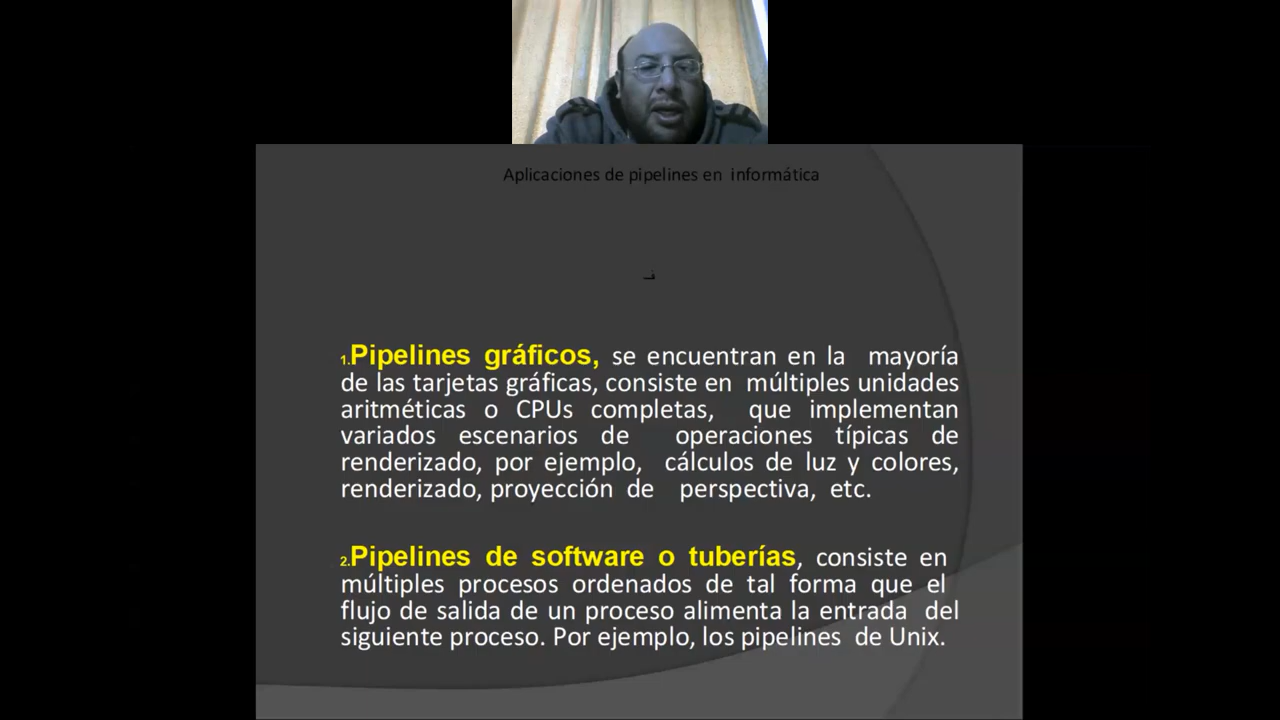 Aplicaciones de pipelines en informática
1.Pipelines gráficos, se encuentran en la mayoría
de las tarjetas gráficas, consiste en múltiples unidades
aritméticas o CPUs completas, que implementan
variados escenarios de operaciones típicas de
renderizado, por ejemplo, cálculos de luz y colores,
renderizado, proyección de perspectiva, etc.
2.Pipelines de software o tuberías, consiste en
múltiples procesos ordenados de tal forma que el
flujo de salida de un proceso alimenta la entrada del
siguiente proceso. Por ejemplo, los pipelines de Unix.